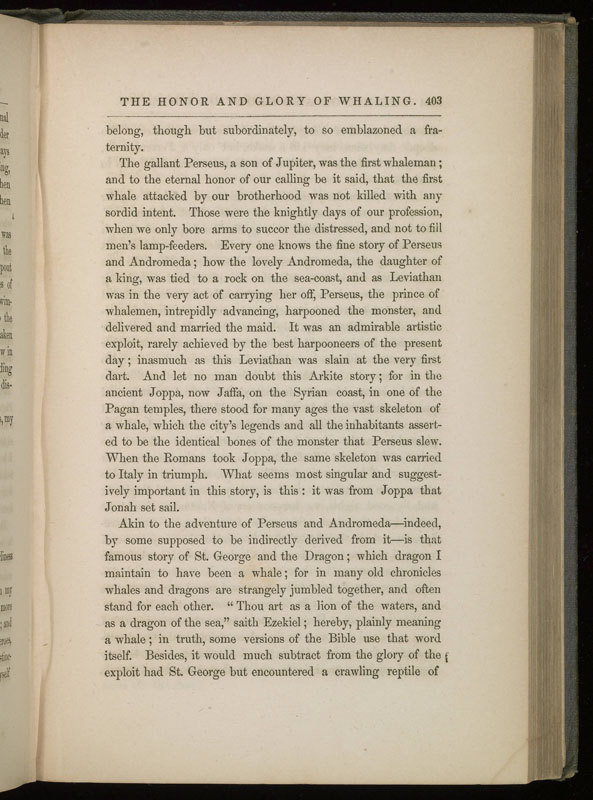 THE HONOR AND GLORY OF WHALING. 403
belong, though but subordinately, to so emblazoned a fra-
ternity.
The gallant Perseus, a son of Jupiter, was the first whaleman;
and to the eternal honor of our calling be it said, that the first
whale attacked by our brotherhood was not killed with any
sordid intent. Those were the knightly days of our profession,
when we only bore arms to succor the distressed, and not to fill
men's lamp-feeders. Every one knows the fine story of Perseus
and Andromeda; how the lovely Andromeda, the daughter of
a king, was tied to a rock on the sea-coast, and as Leviathan
was in the very act of carrying her off, Perseus, the prince of
whalemen, intrepidly advancing, harpooned the monster, and
delivered and married the maid. It was an admirable artistic
exploit, rarely achieved by the best harpooneers of the present
day; inasmuch as this Leviathan was slain at the very first
dart. And let no man doubt this Arkite story; for in the
ancient Joppa, now Jaffa, on the Syrian coast, in one of the
Pagan temples, there stood for many ages the vast skeleton of
a whale, which the city's legends and all the inhabitants assert-
ed to be the identical bones of the monster that Perseus slew.
When the Romans took Joppa, the same skeleton was carried
to Italy in triumph. What seems most singular and suggest-
ively important in this story, is this: it was from Joppa that
Jonah set sail.
Akin to the adventure of Perseus and Andromeda—indeed,
by some supposed to be indirectly derived from it—is that
famous story of St. George and the Dragon; which dragon I
maintain to have been a whale; for in many old chronicles
whales and dragons are strangely jumbled together, and often
stand for each other. "Thou art as a lion of the waters, and
as a dragon of the sea," saith Ezekiel; hereby, plainly meaning
a whale; in truth, some versions of the Bible use that word
itself. Besides, it would much subtract from the glory of the
exploit had St. George but encountered a crawling reptile of